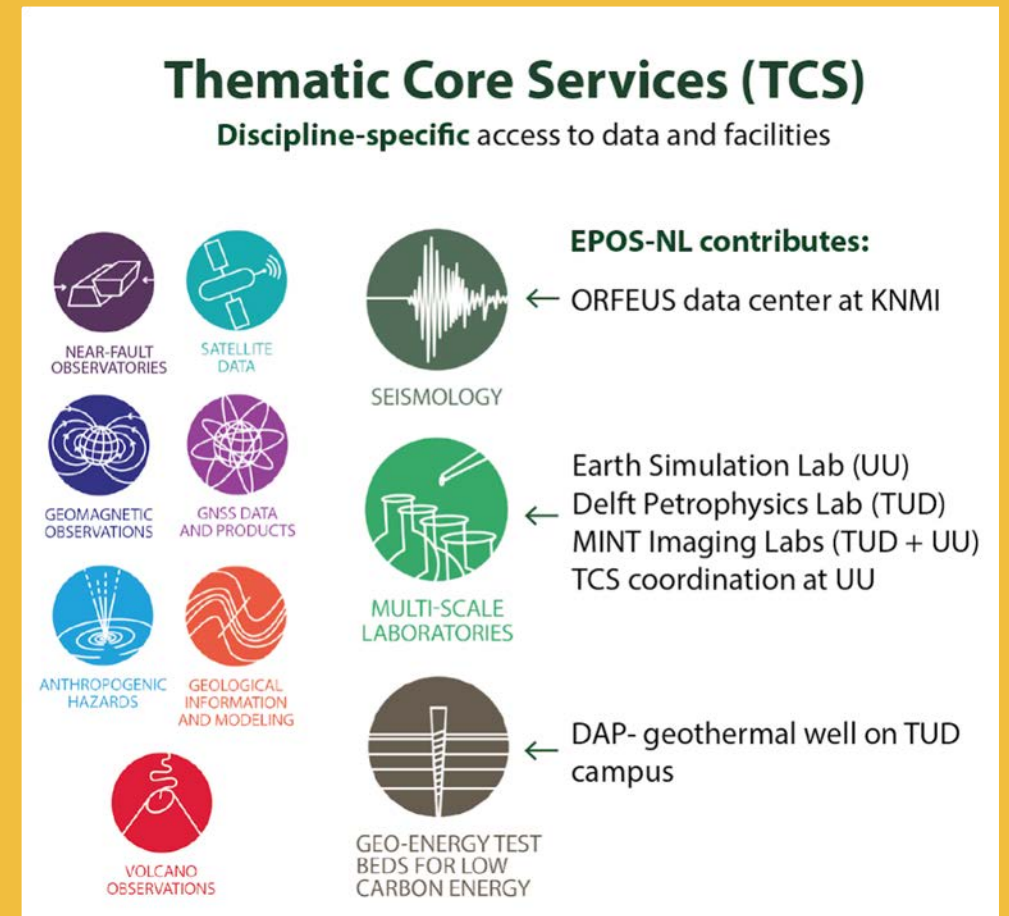 Thematic Core Services (TCS)
Discipline-specific access to data and facilities
NEAR-FAULT
OBSERVATORIES
SATELLITE
DATA
GEOMAGNETIC
OBSERVATIONS
GNSS DATA
AND PRODUCTS
ANTHROPOGENIC
HAZARDS
GEOLOGICAL
INFORMATION
AND MODELING
VOLCANO
OBSERVATIONS
EPOS-NL contributes:
SEISMOLOGY
← ORFEUS data center at KNMI
MULTI-SCALE
LABORATORIES
← Earth Simulation Lab (UU)
Delft Petrophysics Lab (TUD)
MINT Imaging Labs (TUD + UU)
TCS coordination at UU
GEO-ENERGY TEST
BEDS FOR LOW
CARBON ENERGY
← DAP- geothermal well on TUD
campus